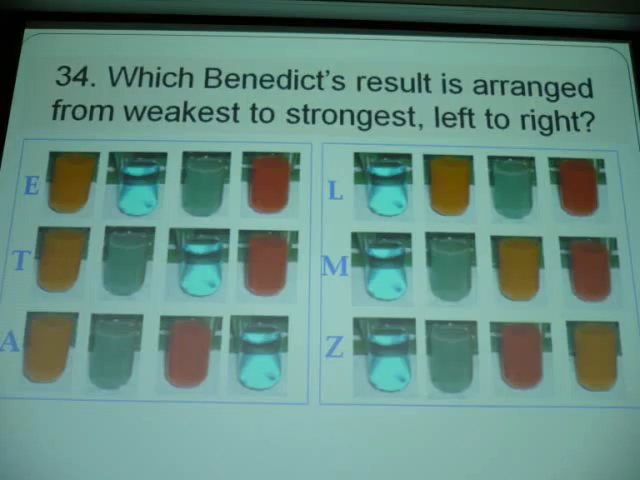 34. Which Benedict's result is arranged
from weakest to strongest, left to right?
E
L
T
M
A
Z